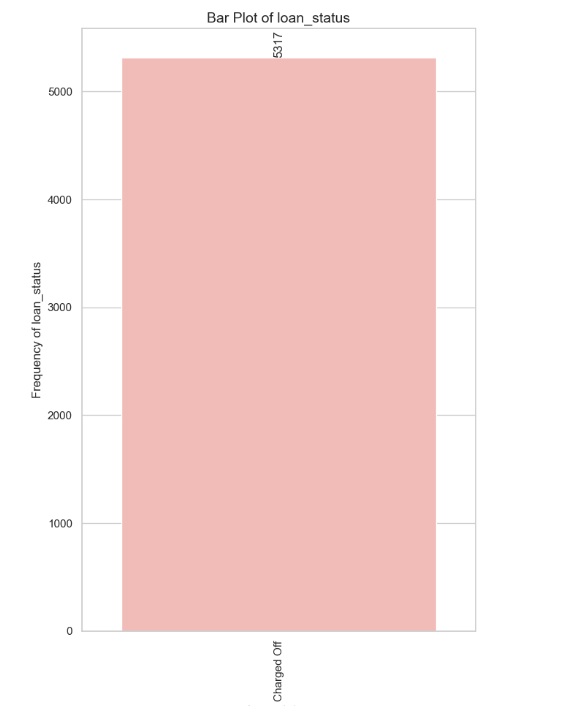 Bar Plot of loan_status
5317
5000
4000
3000
2000
1000
0
Frequency of loan_status
Charged Off